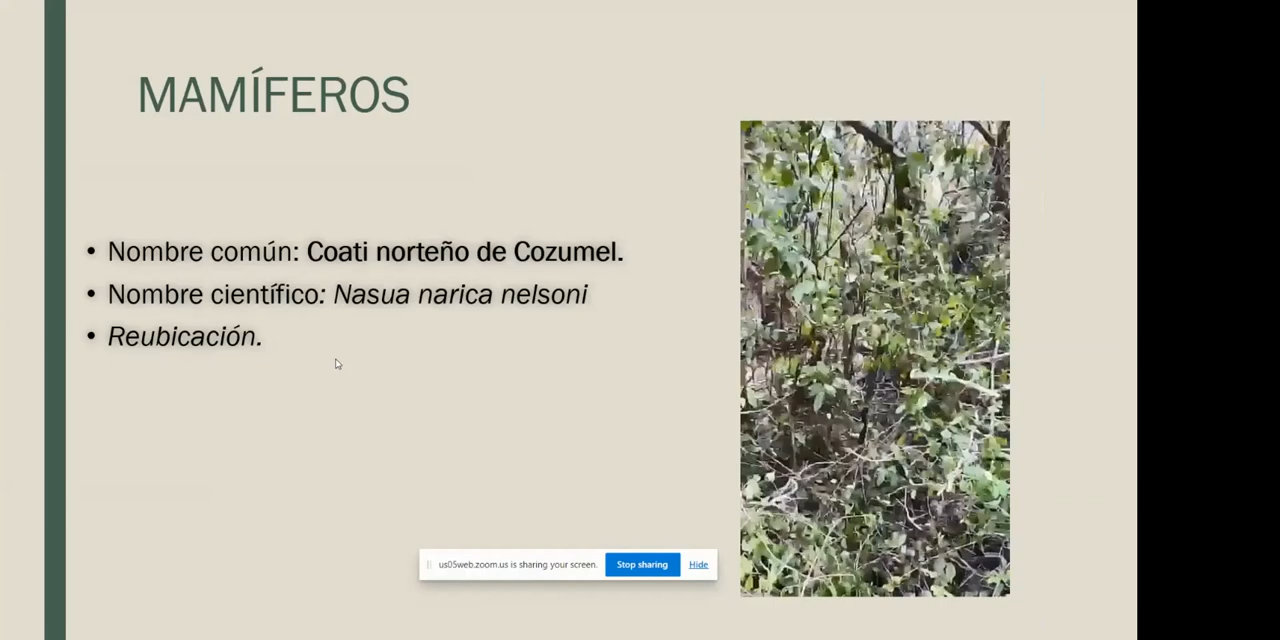 MAMÍFEROS
• Nombre común: Coati norteño de Cozumel.
• Nombre científico: Nasua narica nelsoni
• Reubicación.
us05web.zoom.us is sharing your screen. Stop sharing Hide